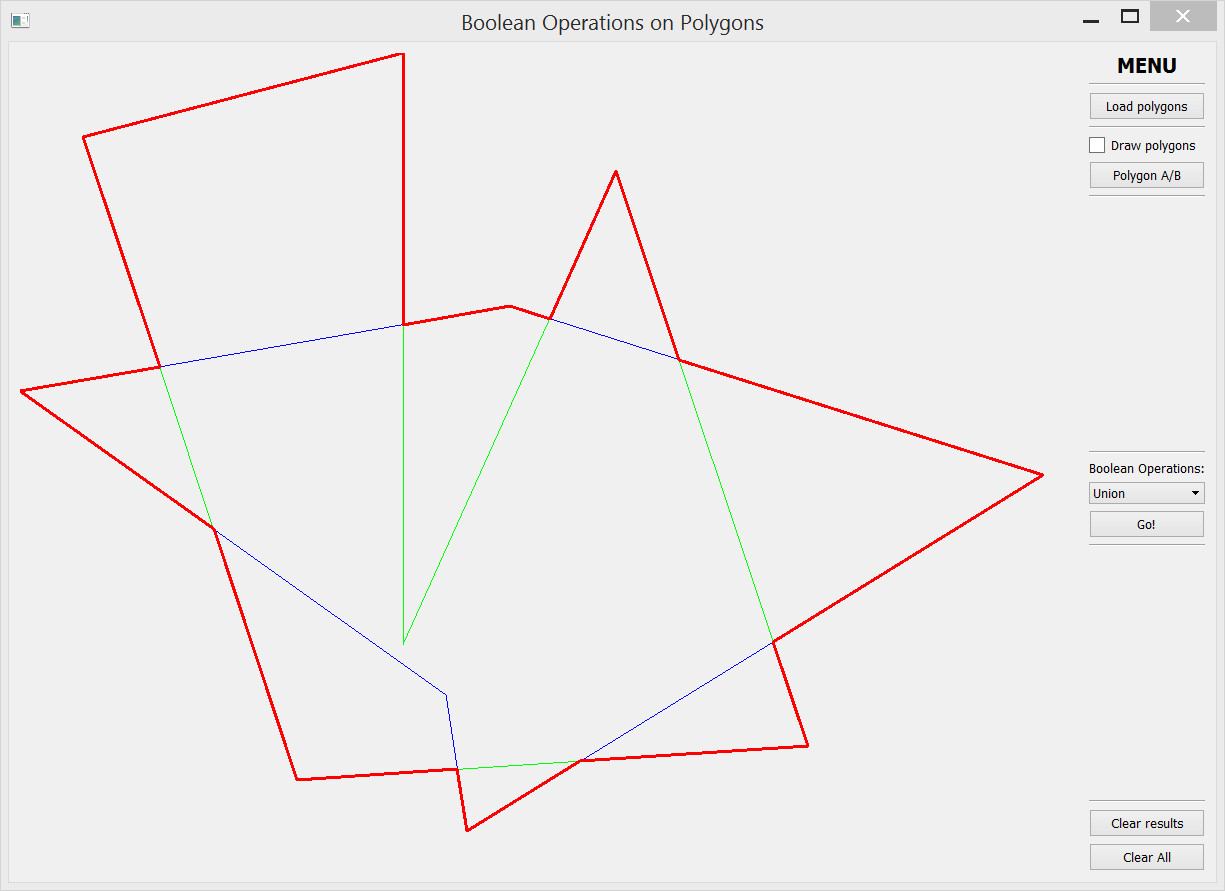 Boolean Operations on Polygons
MENU
Load polygons
Draw polygons
Polygon A/B
Boolean Operations:
Union
Go!
Clear results
Clear All